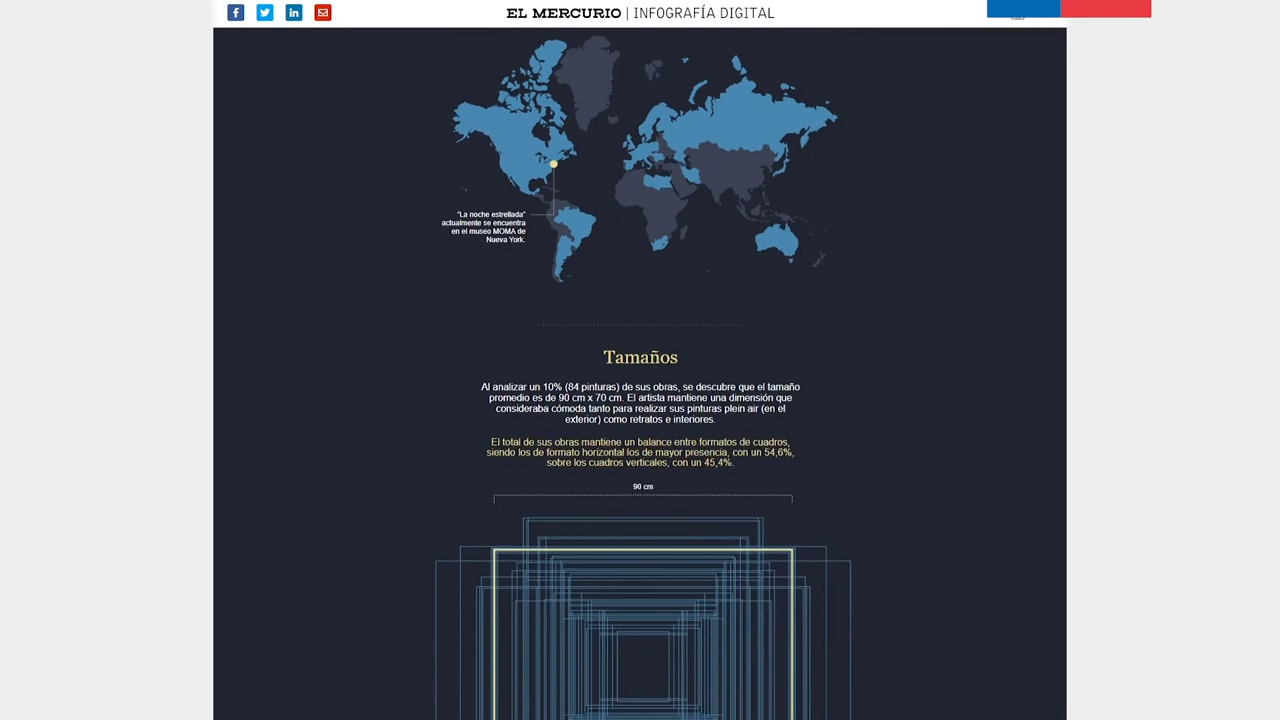 EL MERCURIO | INFOGRAFÍA DIGITAL
"La noche estrellada"
actualmente se encuentra
en el museo MOMA de
Nueva York.
Tamaños
Al analizar un 10% (84 pinturas) de sus obras, se descubre que el tamaño
promedio es de 90 cm x 70 cm. El artista mantiene una dimensión que
consideraba cómoda tanto para realizar sus pinturas plein air (en el
exterior) como retratos e interiores.
El total de sus obras mantiene un balance entre formatos de cuadros,
siendo los de formato horizontal los de mayor presencia, con un 54,6%,
sobre los cuadros verticales, con un 45,4%.
90 cm